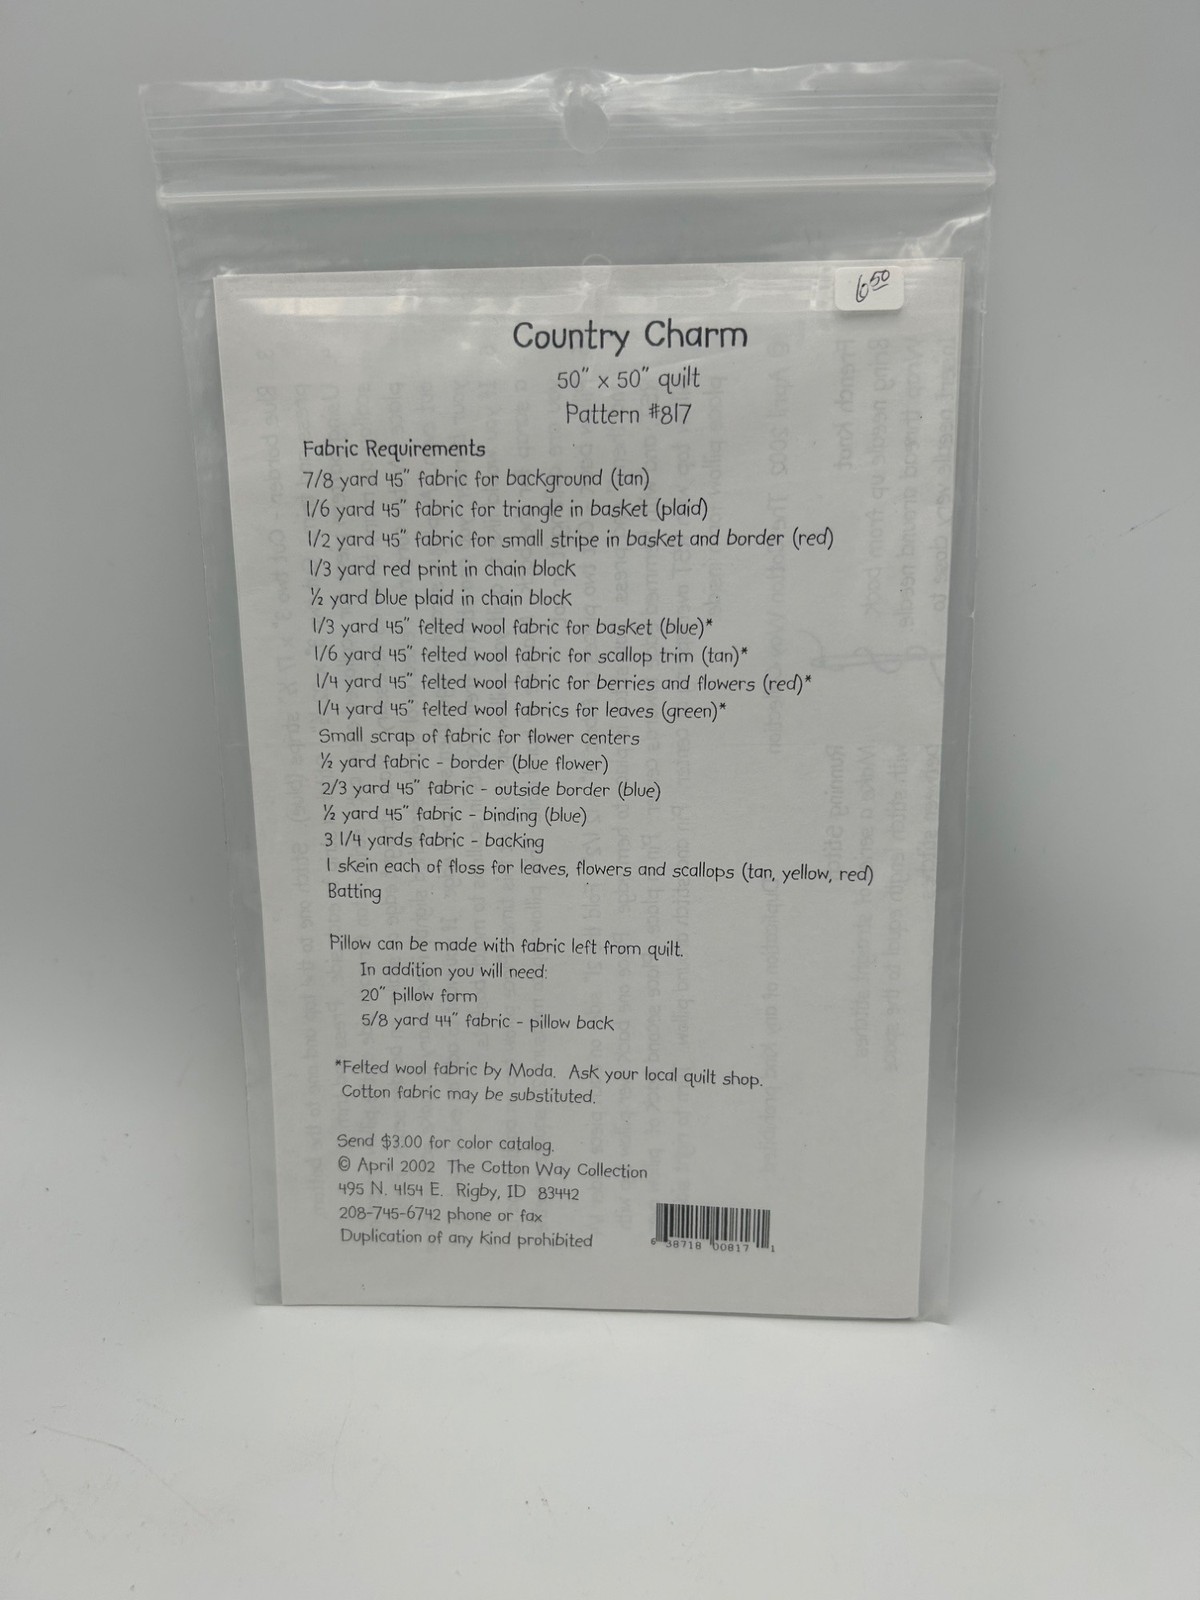 6 50
Country Charm
50" x 50" quilt
Pattern #817
Fabric Requirements
7/8 yard 45" fabric for background (tan)
1/6 yard 45" fabric for triangle in basket (plaid)
1/2 yard 45" fabric for small stripe in basket and border (red)
1/3 yard red print in chain block
½ yard blue plaid in chain block
1/3 yard 45" felted wool fabric for basket (blue)*
1/6 yard 45" felted wool fabric for scallop trim (tan)*
1/4 yard 45" felted wool fabric for berries and flowers (red)*
1/4 yard 45" felted wool fabrics for leaves (green)*
Small scrap of fabric for flower centers
½ yard fabric - border (blue flower)
2/3 yard 45" fabric - outside border (blue)
½ yard 45" fabric - binding (blue)
3 1/4 yards fabric - backing
1 skein each of floss for leaves, flowers and scallops (tan, yellow, red)
Batting
Pillow can be made with fabric left from quilt.
In addition you will need:
20" pillow form
5/8 yard 44" fabric - pillow back
*Felted wool fabric by Moda. Ask your local quilt shop.
Cotton fabric may be substituted.
Send $3.00 for color catalog.
© April 2002 The Cotton Way Collection
495 N. 4154 E. Rigby, ID 83442
208-745-6742 phone or fax
Duplication of any kind prohibited
6 38718 00817 1